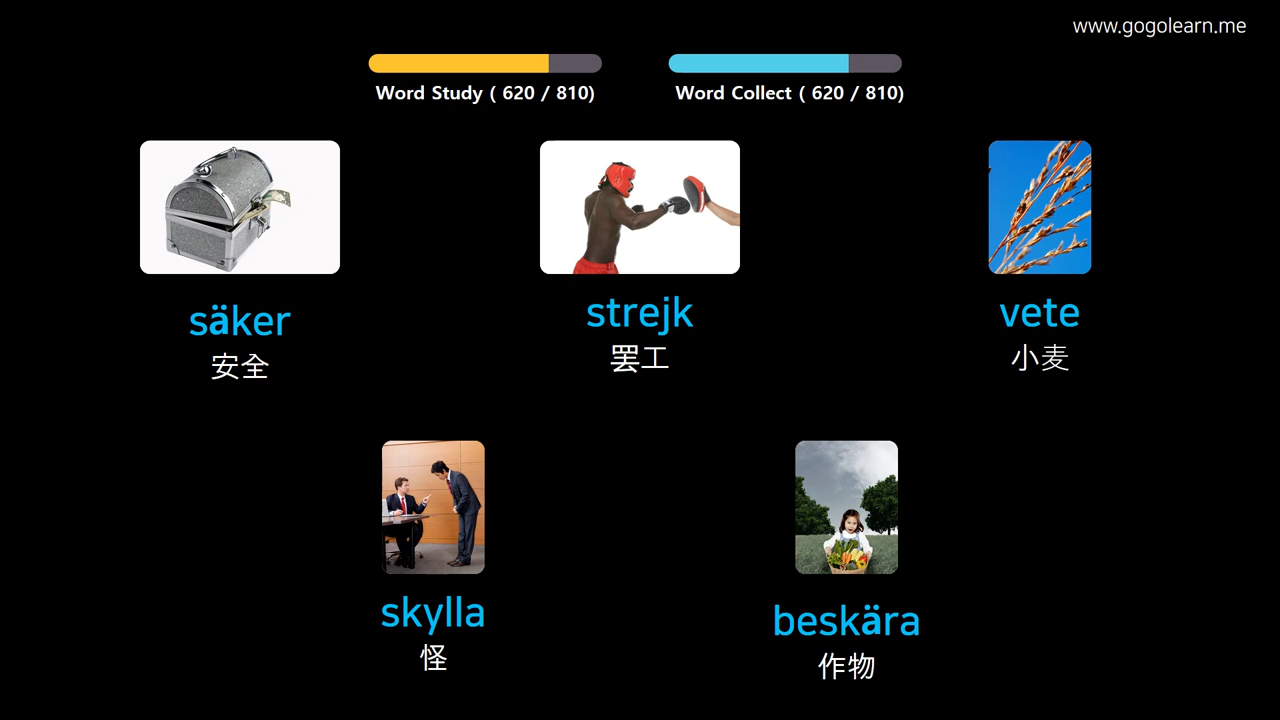 www.gogolearn.me
Word Study ( 620 / 810)
Word Collect ( 620 / 810)
säker
安全
strejk
罢工
vete
小麦
skylla
怪
beskära
作物